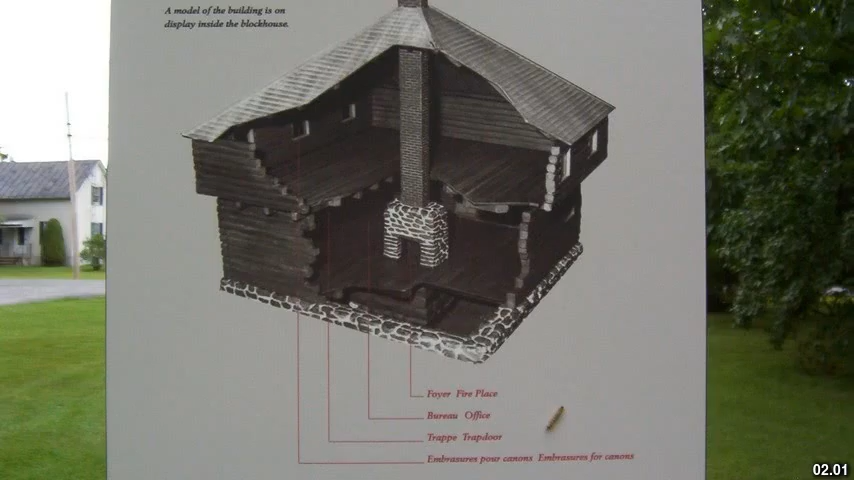 A model of the building is on
display inside the blockhouse.
Foyer Fire Place
Bureau Office
Trappe Trapdoor
Embrasures pour canons Embrasures for canons
02.01